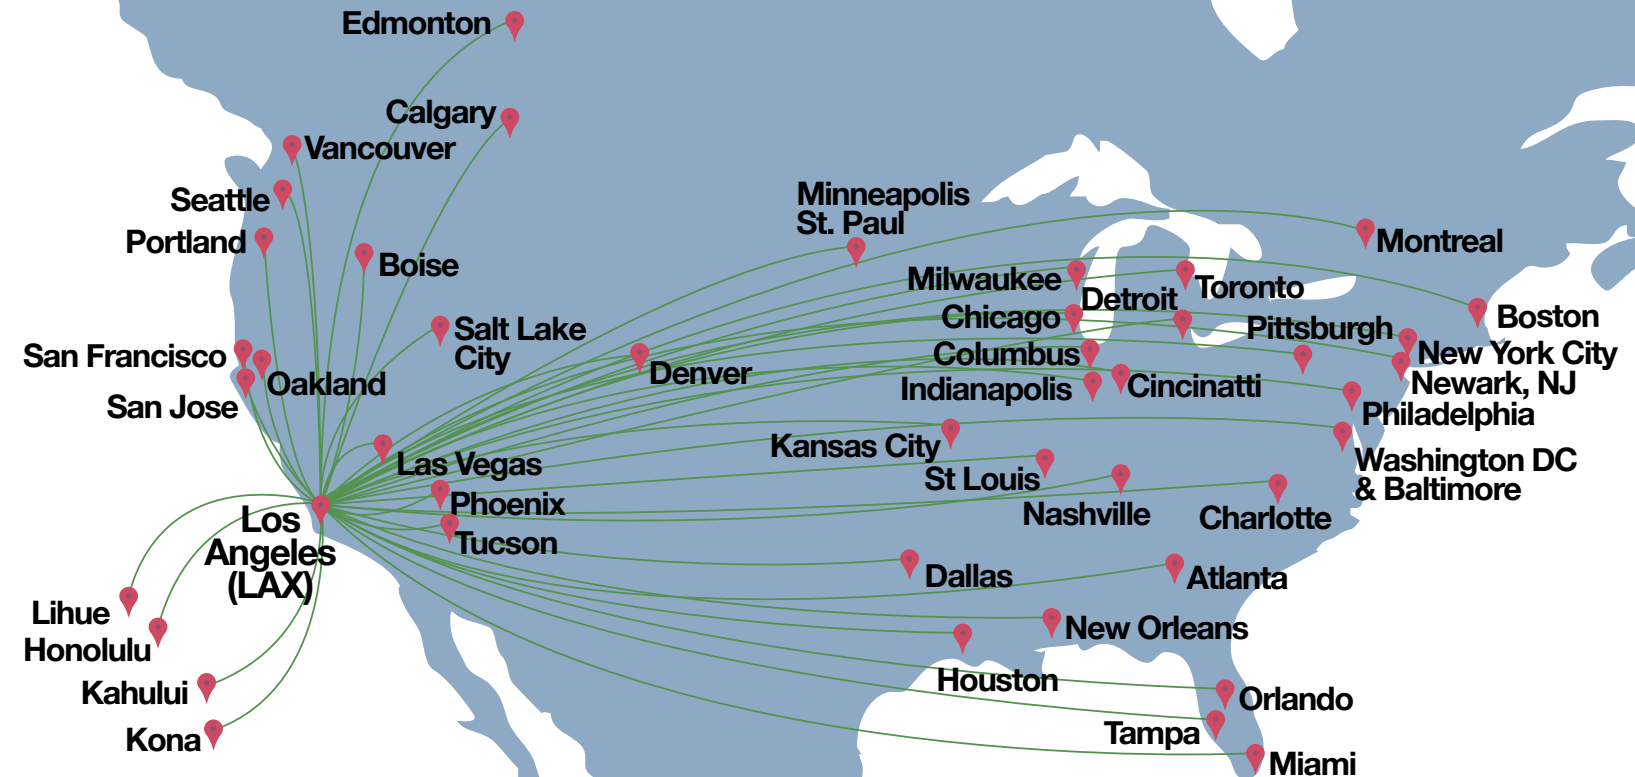 Edmonton
Calgary
Vancouver
Seattle
Portland
Boise
Minneapolis
St. Paul
Montreal
Milwaukee
Toronto
Detroit
Chicago
Boston
Pittsburgh
Salt Lake
City
San Francisco
Columbus
New York City
Denver
Oakland
Indianapolis
Cincinatti
Newark, NJ
San Jose
Philadelphia
Kansas City
Las Vegas
Washington DC
& Baltimore
St Louis
Phoenix
Nashville
Charlotte
Los
Angeles
(LAX)
Tucson
Dallas
Atlanta
Lihue
New Orleans
Honolulu
Houston
Kahului
Orlando
Tampa
Kona
Miami